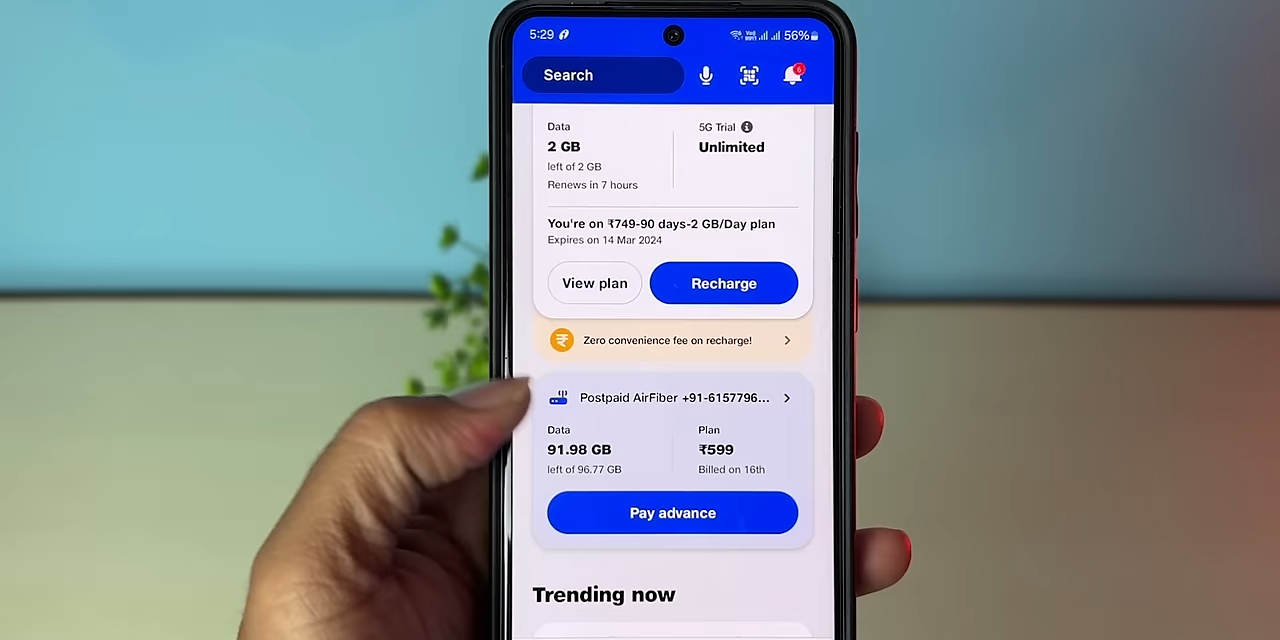 5:29
56%
Search
6
Data
5G Trial
2 GB
Unlimited
left of 2 GB
Renews in 7 hours
You're on ₹749-90 days-2 GB/Day plan
Expires on 14 Mar 2024
View plan
Recharge
Zero convenience fee on recharge!
Postpaid AirFiber +91-6157796...
Data
Plan
91.98 GB
₹599
left of 96.77 GB
Billed on 16th
Pay advance
Trending now